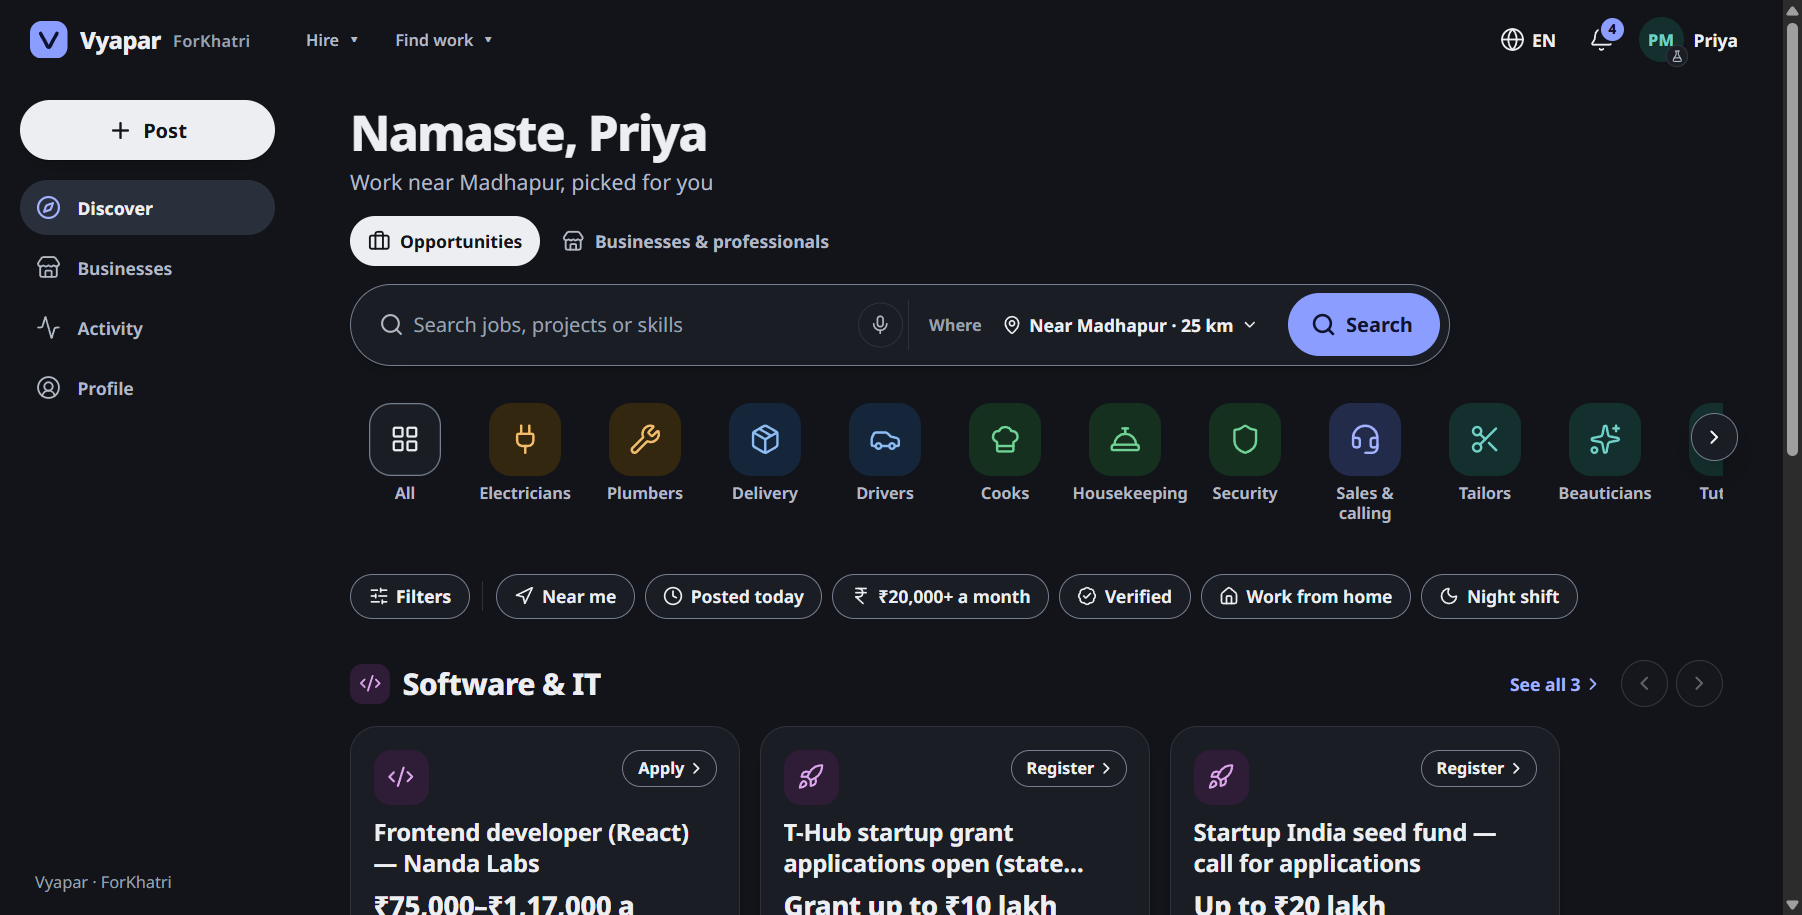 Vyapar ForKhatri
Hire
Find work
EN
4
PM
Priya
Post
Discover
Businesses
Activity
Profile
Vyapar · ForKhatri
Namaste, Priya
Work near Madhapur, picked for you
Opportunities
Businesses & professionals
Search jobs, projects or skills
Where
Near Madhapur · 25 km
Search
All
Electricians
Plumbers
Delivery
Drivers
Cooks
Housekeeping
Security
Sales &
calling
Tailors
Beauticians
Tut
Filters
Near me
Posted today
₹ ₹20,000+ a month
Verified
Work from home
Night shift
Software & IT
See all 3
Apply
Frontend developer (React)
— Nanda Labs
₹75,000–₹1,17,000 a
Register
T-Hub startup grant
applications open (state...
Grant up to ₹10 lakh
Register
Startup India seed fund —
call for applications
Up to ₹20 lakh